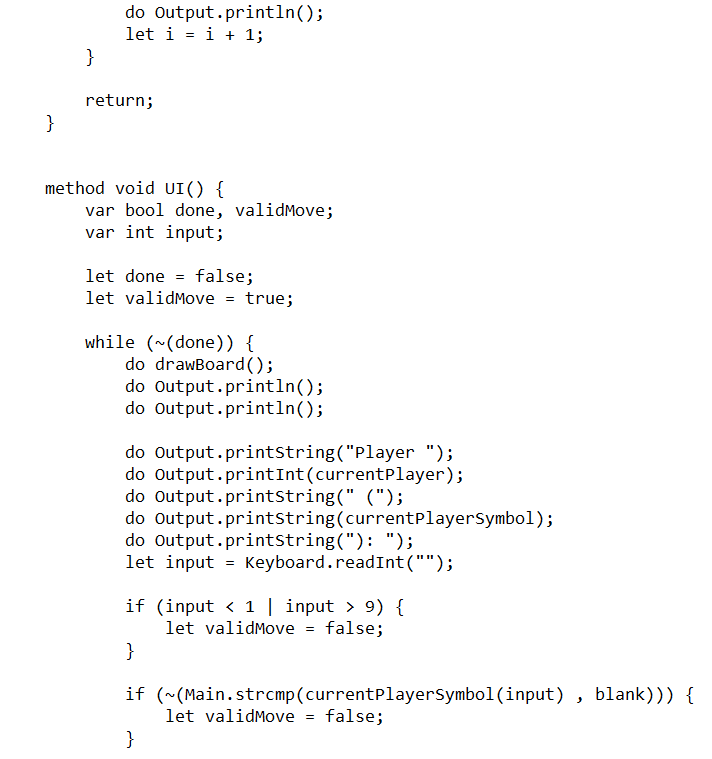 do Output.println();
let i = i + 1;
}
return;
}
method void UI() {
var bool done, validMove;
var int input;
let done = false;
let validMove = true;
while (~(done)) {
do drawBoard();
do Output.println();
do Output.println();
do Output.printString("Player ");
do Output.printInt(currentPlayer);
do Output.printString(" (");
do Output.printString(currentPlayerSymbol);
do Output.printString("): ");
let input = Keyboard.readInt("");
if (input < 1 | input > 9) {
let validMove = false;
}
if (~(Main.strcmp(currentPlayerSymbol(input) , blank))) {
let validMove = false;
}